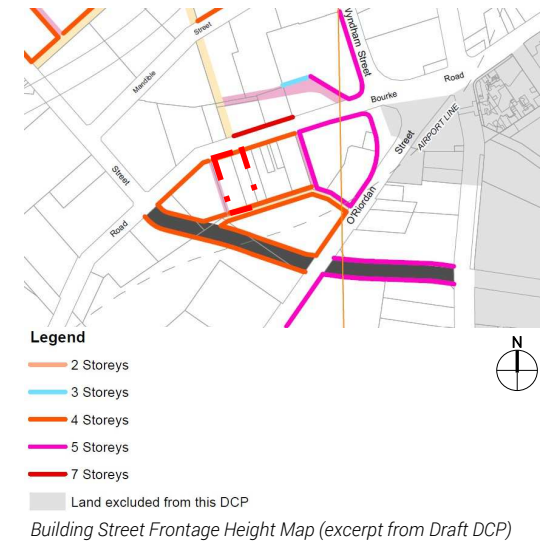 Street
Mandible
Wyndham Street
Road
Bourke
Street
AIRPORT LINE
Street
Road
O'Riordan
Legend
N
2 Storeys
3 Storeys
4 Storeys
5 Storeys
7 Storeys
Land excluded from this DCP
Building Street Frontage Height Map (excerpt from Draft DCP)